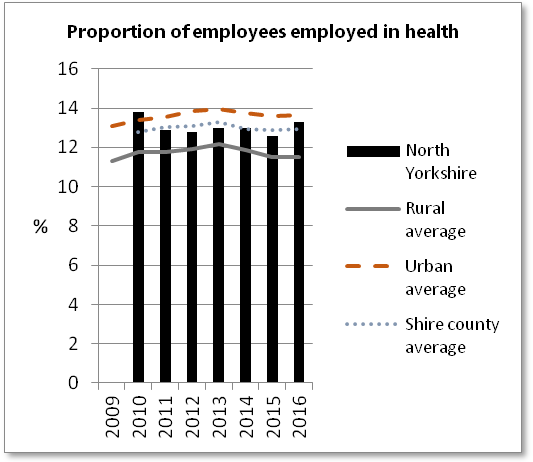 Proportion of employees employed in health
16
14
12
10
8
6
4
2
0
%
2009
2010
2011
2012
2013
2014
2015
2016
North
Yorkshire
Rural
average
Urban
average
Shire county
average